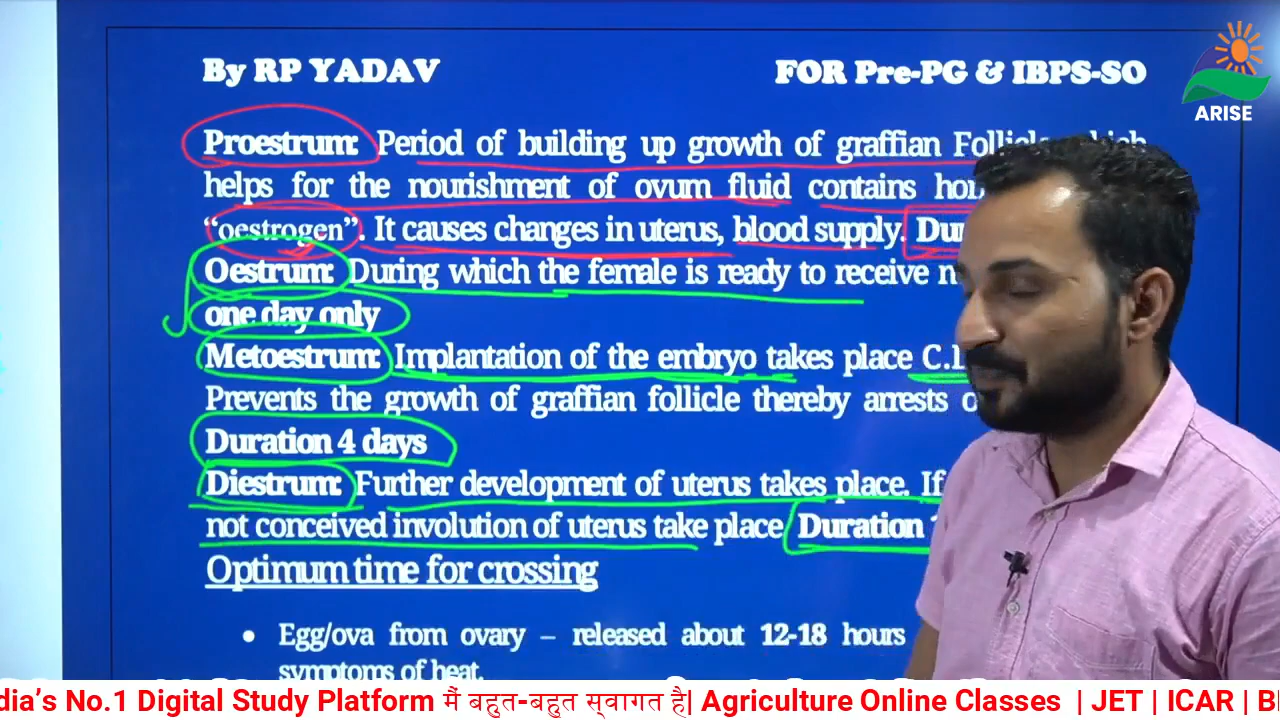 By RP YADAV
FOR Pre-PG & IBPS-SO
ARISE
Proestrum: Period of building up growth of graffian
helps for the nourishment of ovum fluid contains
“oestrogen”. It causes changes in uterus, blood supply.
Oestrum: During which the female is ready to receive
one day only
Metoestrum: Implantation of the embryo takes place
Prevents the growth of graffian follicle thereby arrests
Duration 4 days
Diestrum: Further development of uterus takes place. If
not conceived involution of uterus take place Duration
Optimum time for crossing
• Egg/ova from ovary – released about 12-18 hours
symptoms of heat.
No.1 Digital Study Platform में बहुत-बहुत स्वागत है| Agriculture Online Classes | JET | ICAR |